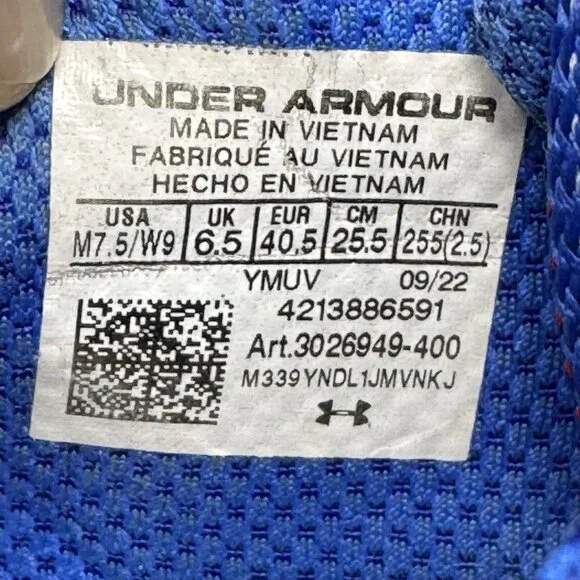 UNDER ARMOUR
MADE IN VIETNAM
FABRIQUÉ AU VIETNAM
HECHO EN VIETNAM
USA UK EUR CM CHN
M7.5/W9 6.5 40.5 25.5 255(2.5)
YMUV 09/22
4213886591
Art.3026949-400
M339YNDL1JMVNKJ